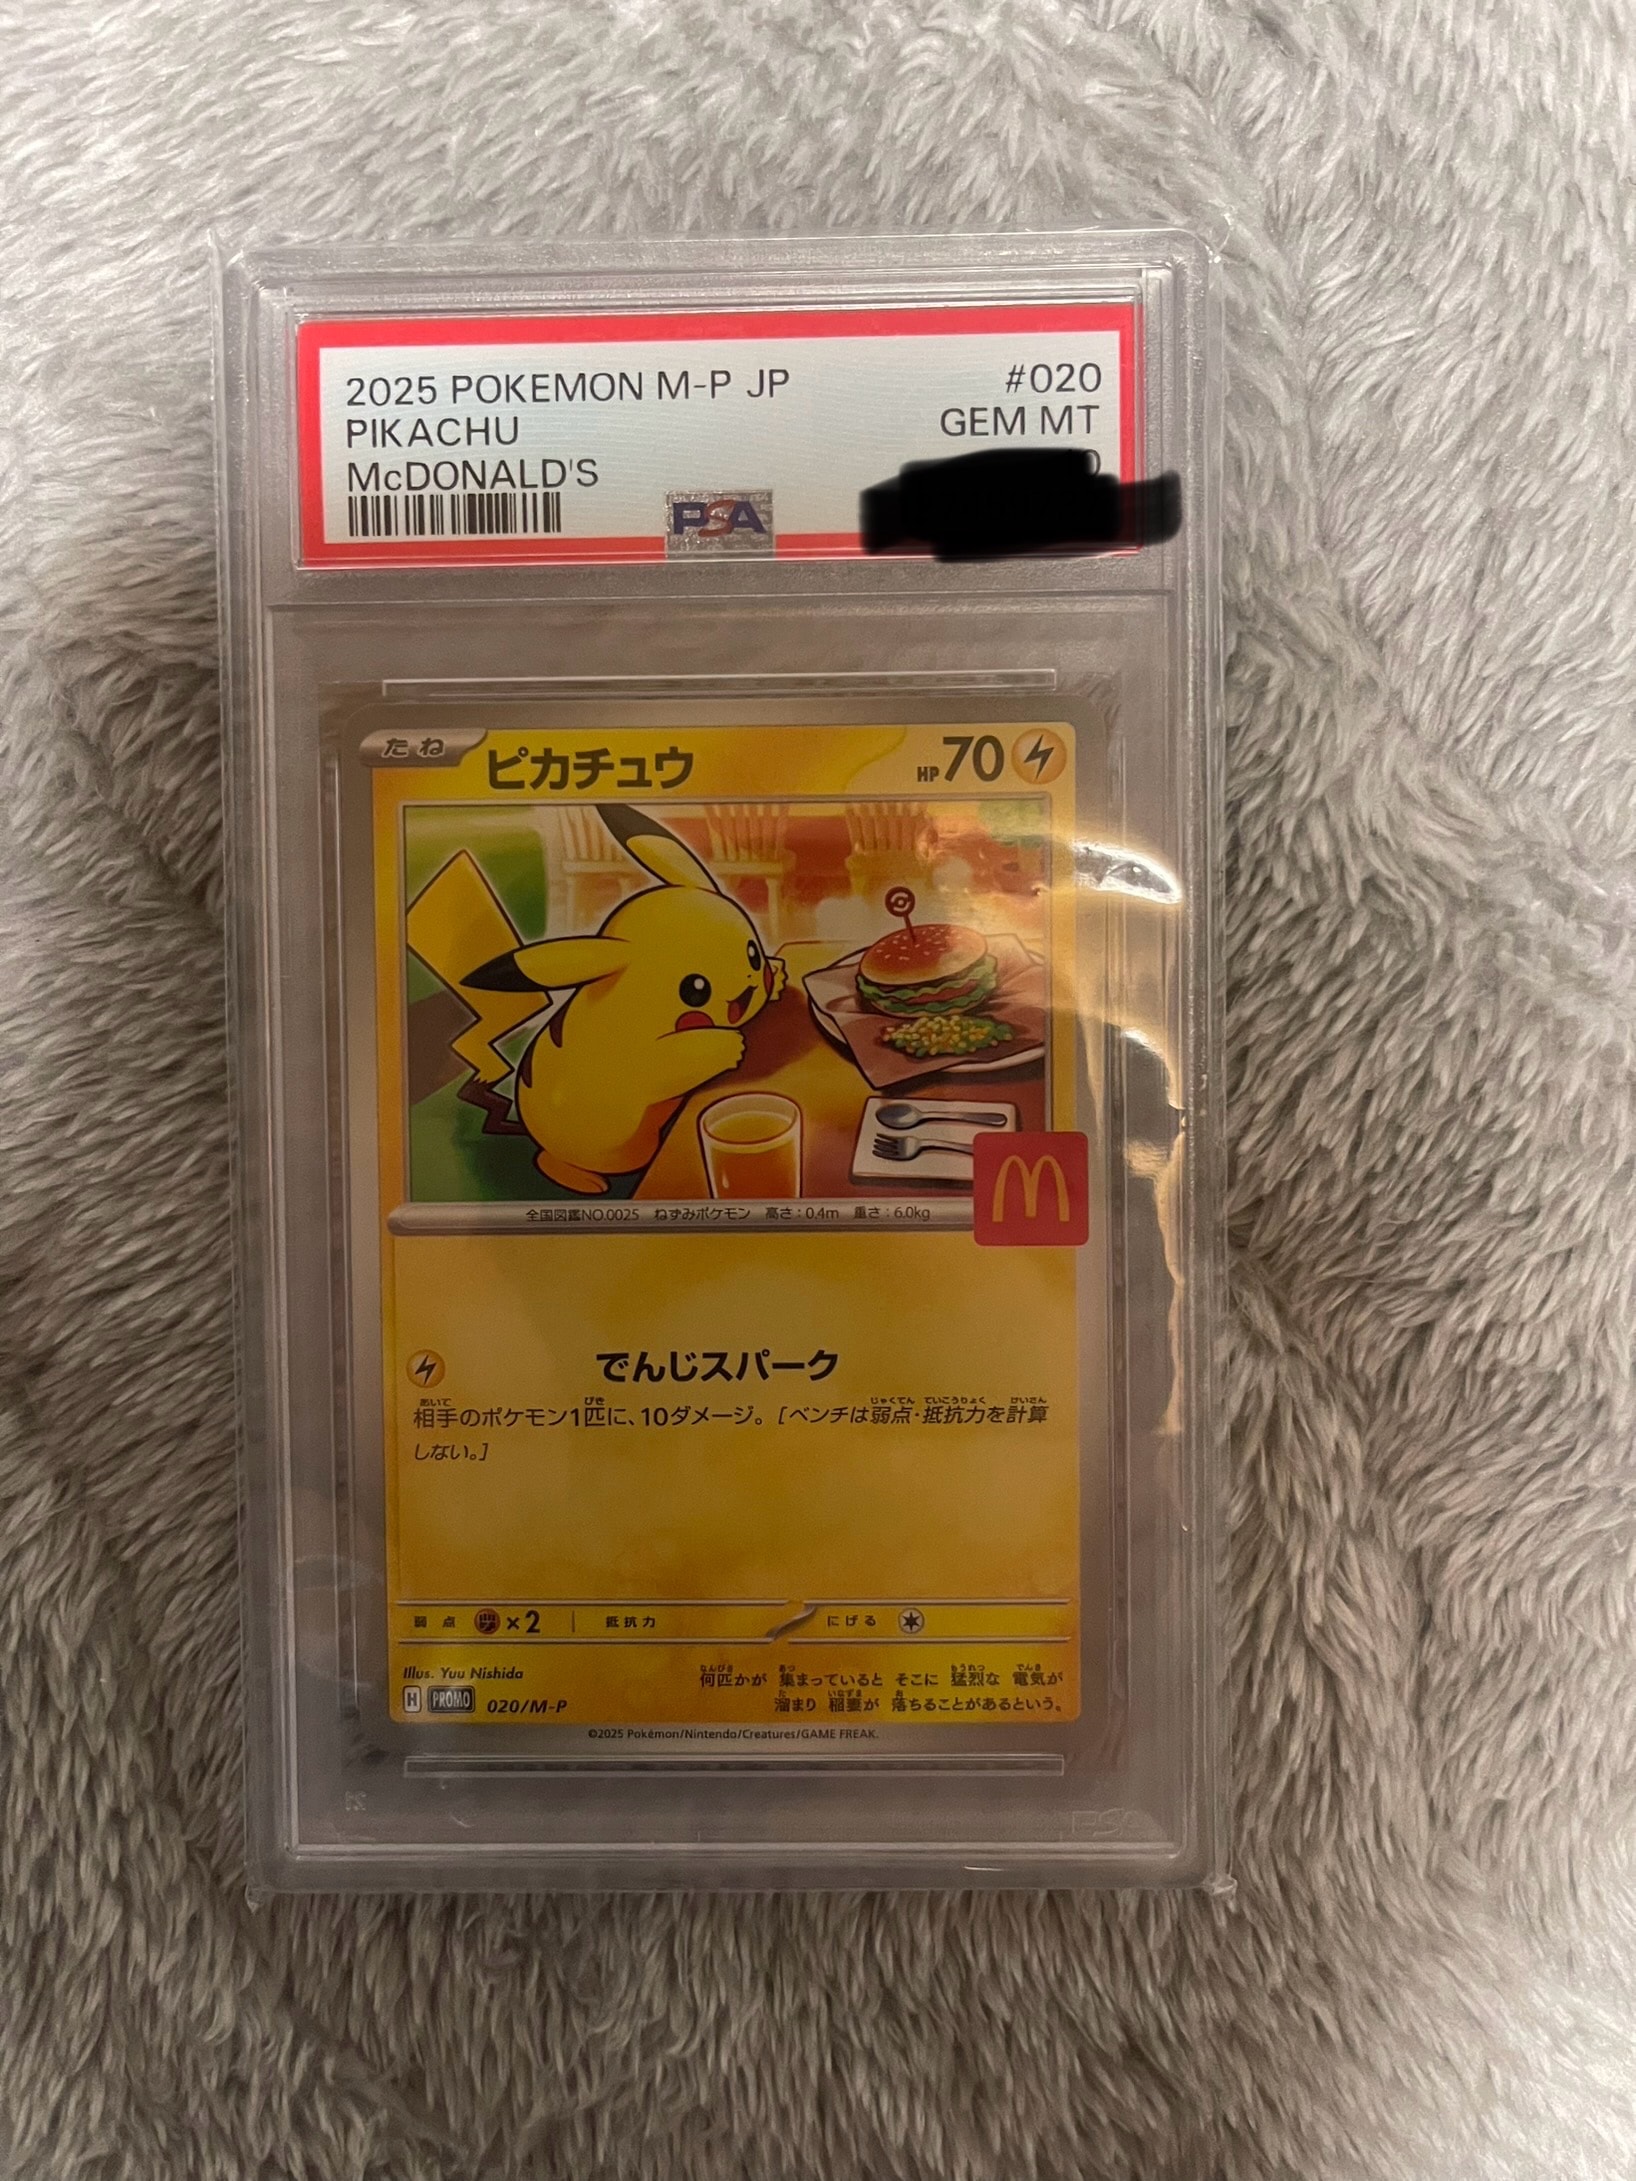 2025 POKEMON M-P JP
#020
PIKACHU
GEM MT
McDONALD'S
PSA
たね
ピカチュウ
HP70
M
全国図鑑NO.0025 ねずみポケモン 高さ:0.4m 重さ:6.0kg
でんじスパーク
相手のポケモン1匹に、10ダメージ。[ベンチは弱点・抵抗力を計算
しない。]
弱点 ×2 抵抗力 にげる
Illus. Yuu Nishida
何匹かが 集まっていると そこに 猛烈な 電気が
溜まり 稲妻が 落ちることがあるという。
H PROMO 020/M-P
©2025 Pokémon/Nintendo/Creatures/GAME FREAK.